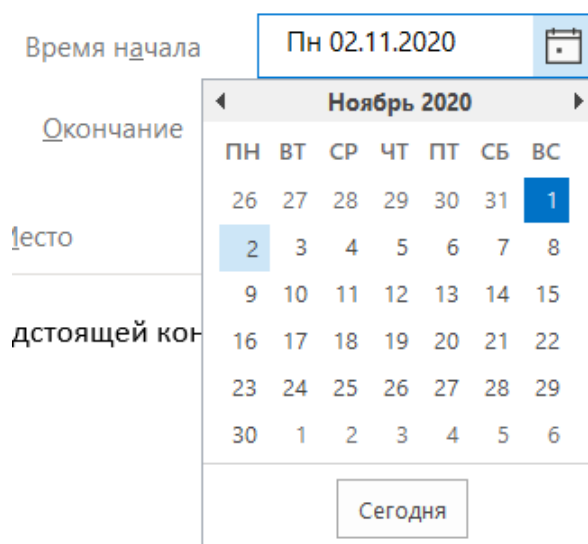 Время начала
Пн 02.11.2020
Ноябрь 2020
Окончание
ПН ВТ СР ЧТ ПТ СБ ВС
26 27 28 29 30 31 1
2 3 4 5 6 7 8
9 10 11 12 13 14 15
16 17 18 19 20 21 22
23 24 25 26 27 28 29
30 1 2 3 4 5 6
Сегодня